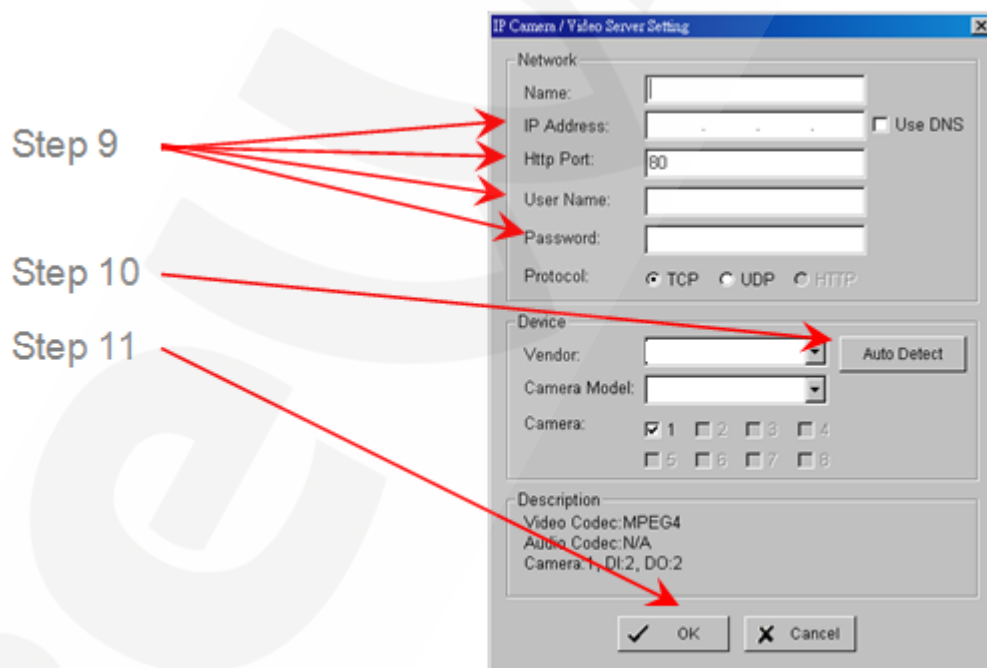 IP Camera / Video Server Setting
Network
Name:
Step 9
IP Address: . . . Use DNS
Http Port: 80
User Name:
Password:
Step 10
Protocol: TCP UDP HTTP
Device
Step 11
Vendor: Auto Detect
Camera Model:
Camera: 1 2 3 4
5 6 7 8
Description
Video Codec:MPEG4
Audio Codec:N/A
Camera:1, DI:2, DO:2
OK Cancel